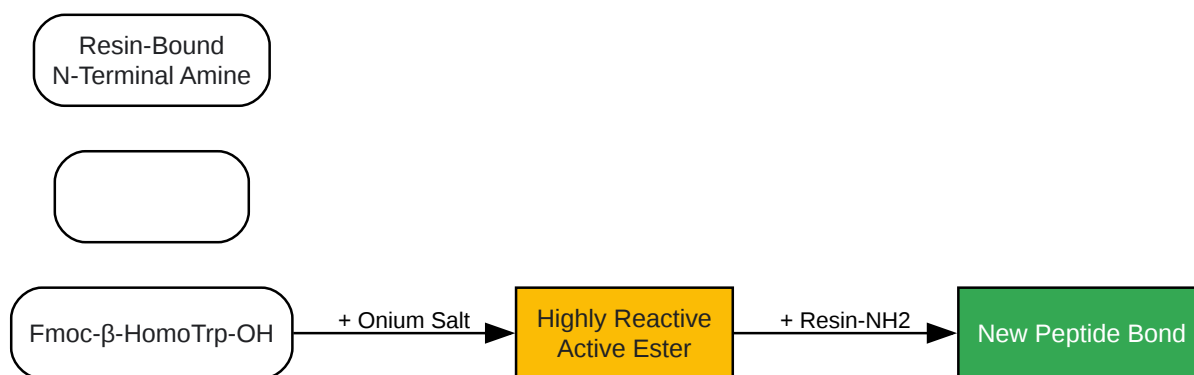 Resin-Bound
N-Terminal Amine
Fmoc-β-HomoTrp-OH
+ Onium Salt
Highly Reactive
Active Ester
+ Resin-NH2
New Peptide Bond